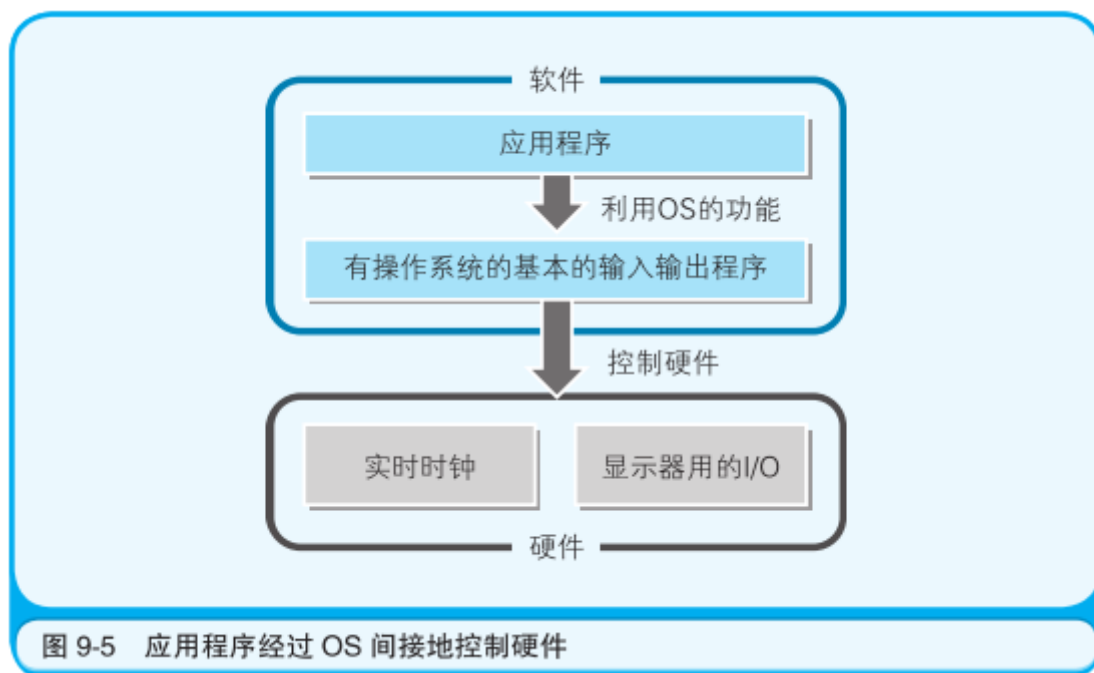 软件
应用程序
利用OS的功能
有操作系统的基本的输入输出程序
控制硬件
实时时钟
显示器用的I/O
硬件
图 9-5 应用程序经过 OS 间接地控制硬件